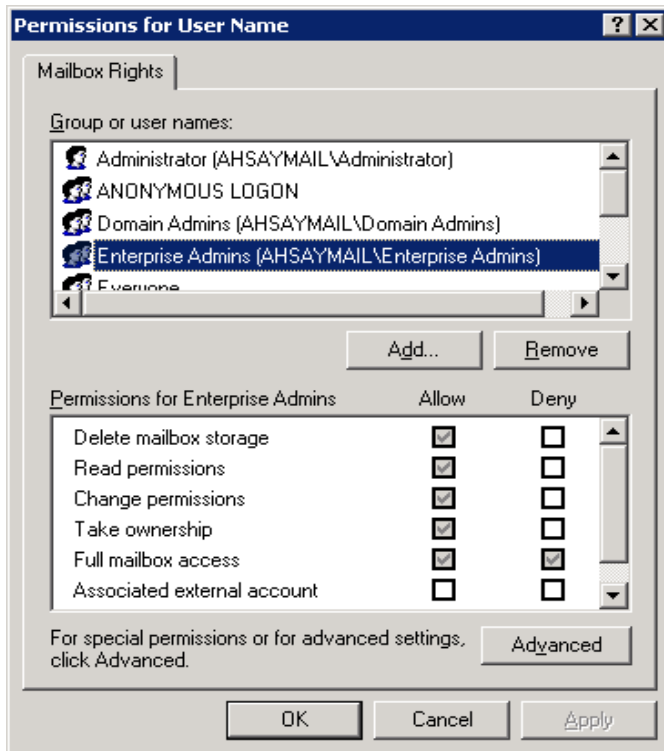 Permissions for User Name
Mailbox Rights
Group or user names:
Administrator (AHSAYMAIL\Administrator)
ANONYMOUS LOGON
Domain Admins (AHSAYMAIL\Domain Admins)
Enterprise Admins (AHSAYMAIL\Enterprise Admins)
Everyone
Add... Remove
Permissions for Enterprise Admins Allow Deny
Delete mailbox storage
Read permissions
Change permissions
Take ownership
Full mailbox access
Associated external account
For special permissions or for advanced settings,
click Advanced.
Advanced
OK Cancel Apply